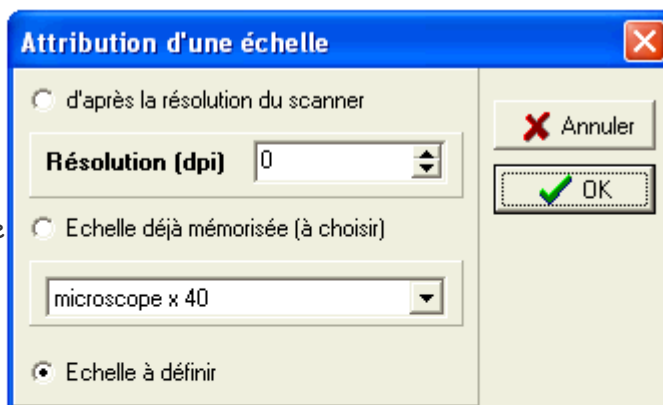 Attribution d'une échelle
d'après la résolution du scanner
Annuler
Résolution (dpi) 0
OK
Echelle déjà mémorisée (à choisir)
microscope x 40
Echelle à définir